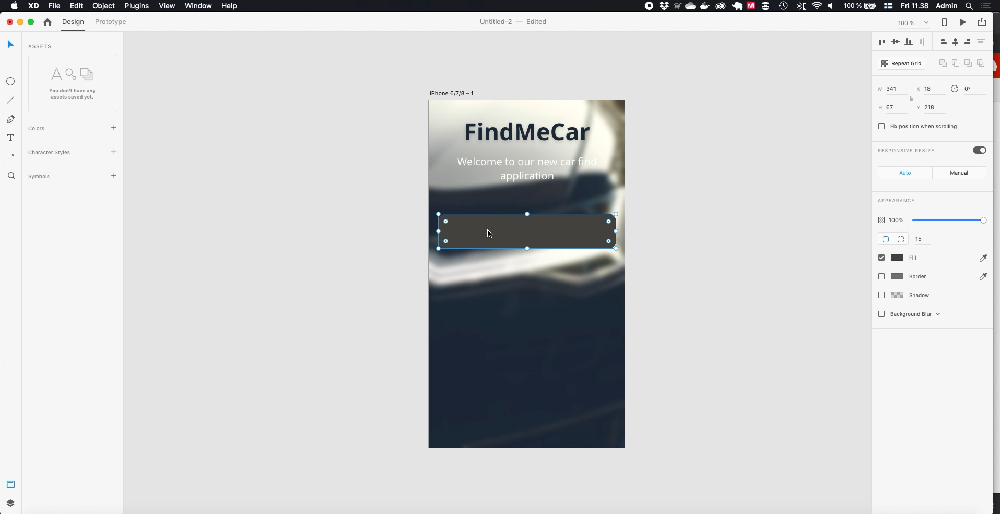 XD File Edit Object Plugins View Window Help
100 % Fri 11.38 Admin
Design Prototype
Untitled-2 — Edited
100 %
ASSETS
You don't have any
assets saved yet.
Colors +
Character Styles +
Symbols +
iPhone 6/7/8 – 1
FindMeCar
Welcome to our new car find
application
Repeat Grid
W 341 X 18 0°
H 67 Y 218
Fix position when scrolling
RESPONSIVE RESIZE
Auto Manual
APPEARANCE
100%
15
Fill
Border
Shadow
Background Blur